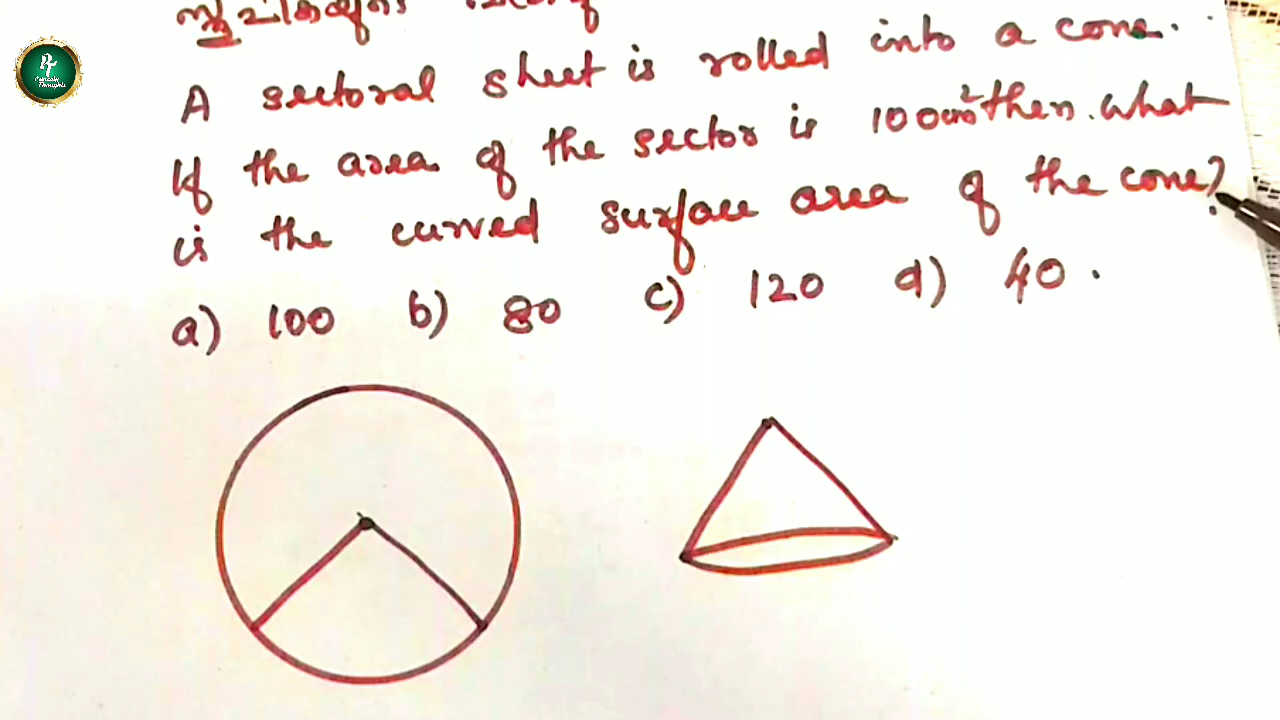 A sectoral sheet is rolled into a cone.
If the area of the sector is 100cm² then. what
is the curved surface area of the cone?
a) 100 b) 80 c) 120 d) 40.